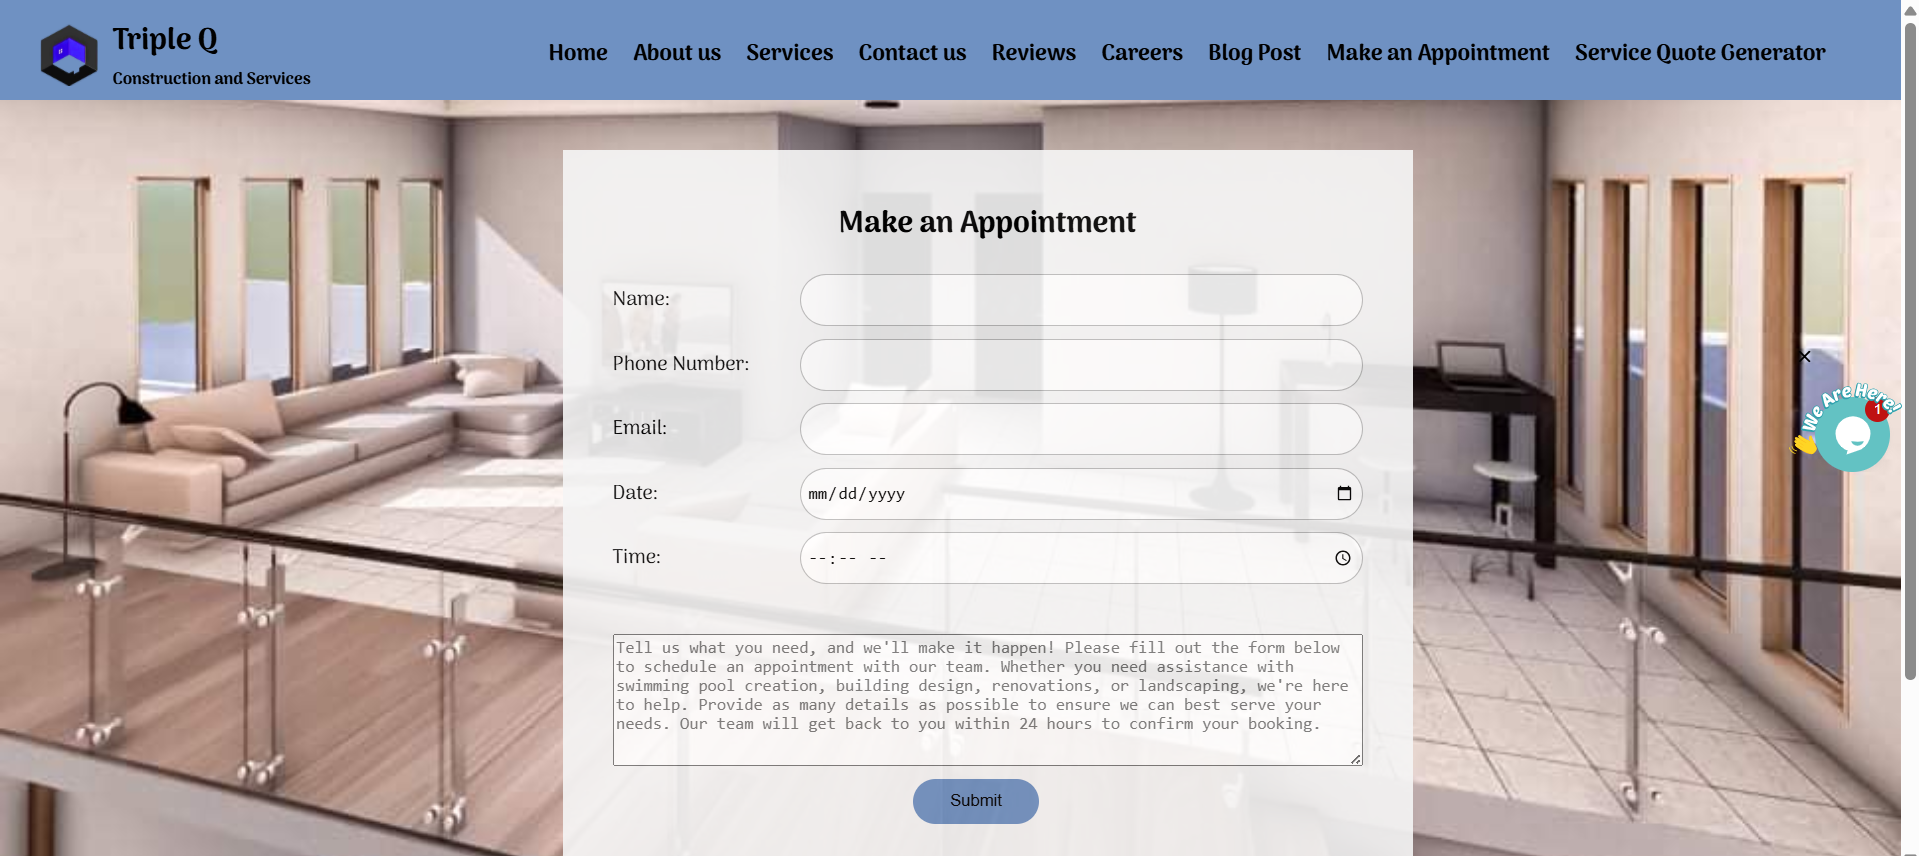 Triple Q
Construction and Services
Home About us Services Contact us Reviews Careers Blog Post Make an Appointment Service Quote Generator
Make an Appointment
Name:
Phone Number:
Email:
Date:
mm/dd/yyyy
Time:
--:-- --
We Are Here!
1
Tell us what you need, and we'll make it happen! Please fill out the form below
to schedule an appointment with our team. Whether you need assistance with
swimming pool creation, building design, renovations, or landscaping, we're here
to help. Provide as many details as possible to ensure we can best serve your
needs. Our team will get back to you within 24 hours to confirm your booking.
Submit